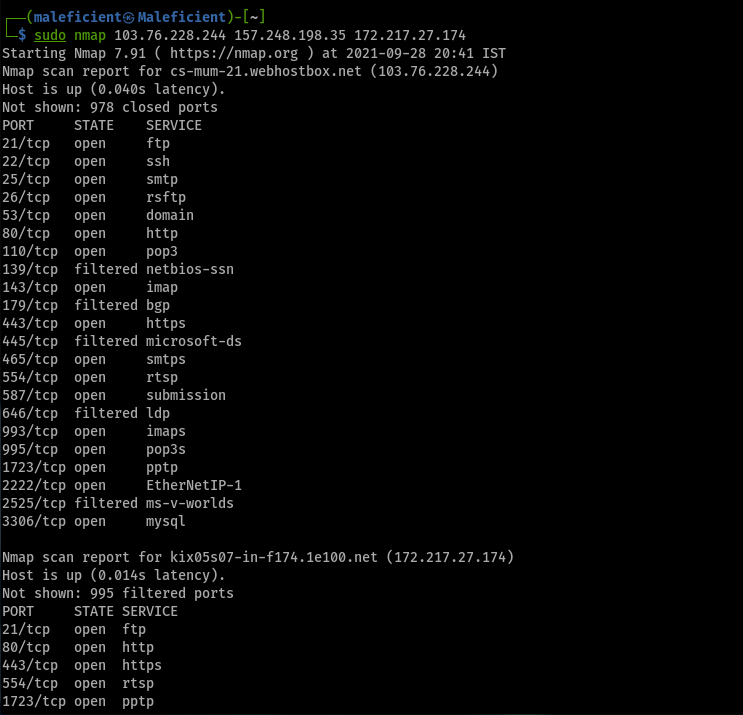 ┌──(maleficient㉿Maleficient)-[~]
└─$ sudo nmap 103.76.228.244 157.248.198.35 172.217.27.174
Starting Nmap 7.91 ( https://nmap.org ) at 2021-09-28 20:41 IST
Nmap scan report for cs-mum-21.webhostbox.net (103.76.228.244)
Host is up (0.040s latency).
Not shown: 978 closed ports
PORT     STATE    SERVICE
21/tcp   open     ftp
22/tcp   open     ssh
25/tcp   open     smtp
26/tcp   open     rsftp
53/tcp   open     domain
80/tcp   open     http
110/tcp  open     pop3
139/tcp  filtered netbios-ssn
143/tcp  open     imap
179/tcp  filtered bgp
443/tcp  open     https
445/tcp  filtered microsoft-ds
465/tcp  open     smtps
554/tcp  open     rtsp
587/tcp  open     submission
646/tcp  filtered ldp
993/tcp  open     imaps
995/tcp  open     pop3s
1723/tcp open     pptp
2222/tcp open     EtherNetIP-1
2525/tcp filtered ms-v-worlds
3306/tcp open     mysql

Nmap scan report for kix05s07-in-f174.1e100.net (172.217.27.174)
Host is up (0.014s latency).
Not shown: 995 filtered ports
PORT     STATE SERVICE
21/tcp   open  ftp
80/tcp   open  http
443/tcp  open  https
554/tcp  open  rtsp
1723/tcp open  pptp